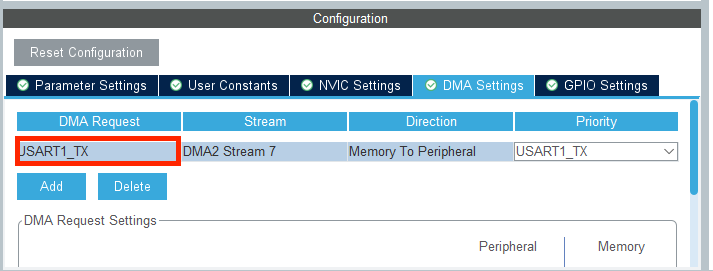 Configuration
Reset Configuration
Parameter Settings User Constants NVIC Settings DMA Settings GPIO Settings
DMA Request Stream Direction Priority
USART1_TX DMA2 Stream 7 Memory To Peripheral USART1_TX
Add Delete
DMA Request Settings
Peripheral Memory